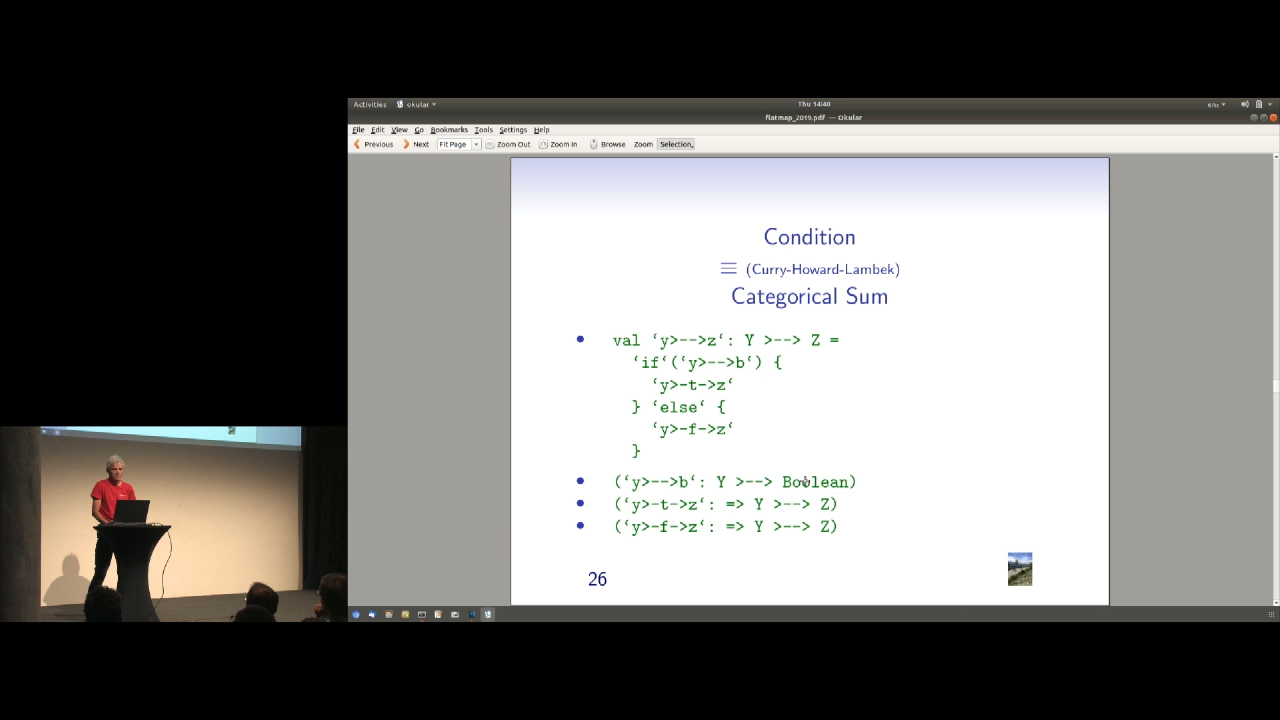 Activities okular Thu 14:40 en₁
flatmap_2019.pdf — Okular
File Edit View Go Bookmarks Tools Settings Help
Previous Next Fit Page Zoom Out Zoom In Browse Zoom Selection
Condition
≡ (Curry-Howard-Lambek)
Categorical Sum
• val ‘y>-->z‘: Y >--> Z =
‘if‘(‘y>-->b‘) {
‘y>-t->z‘
} ‘else‘ {
‘y>-f->z‘
}
• (‘y>-->b‘: Y >--> Boolean)
• (‘y>-t->z‘: => Y >--> Z)
• (‘y>-f->z‘: => Y >--> Z)
26